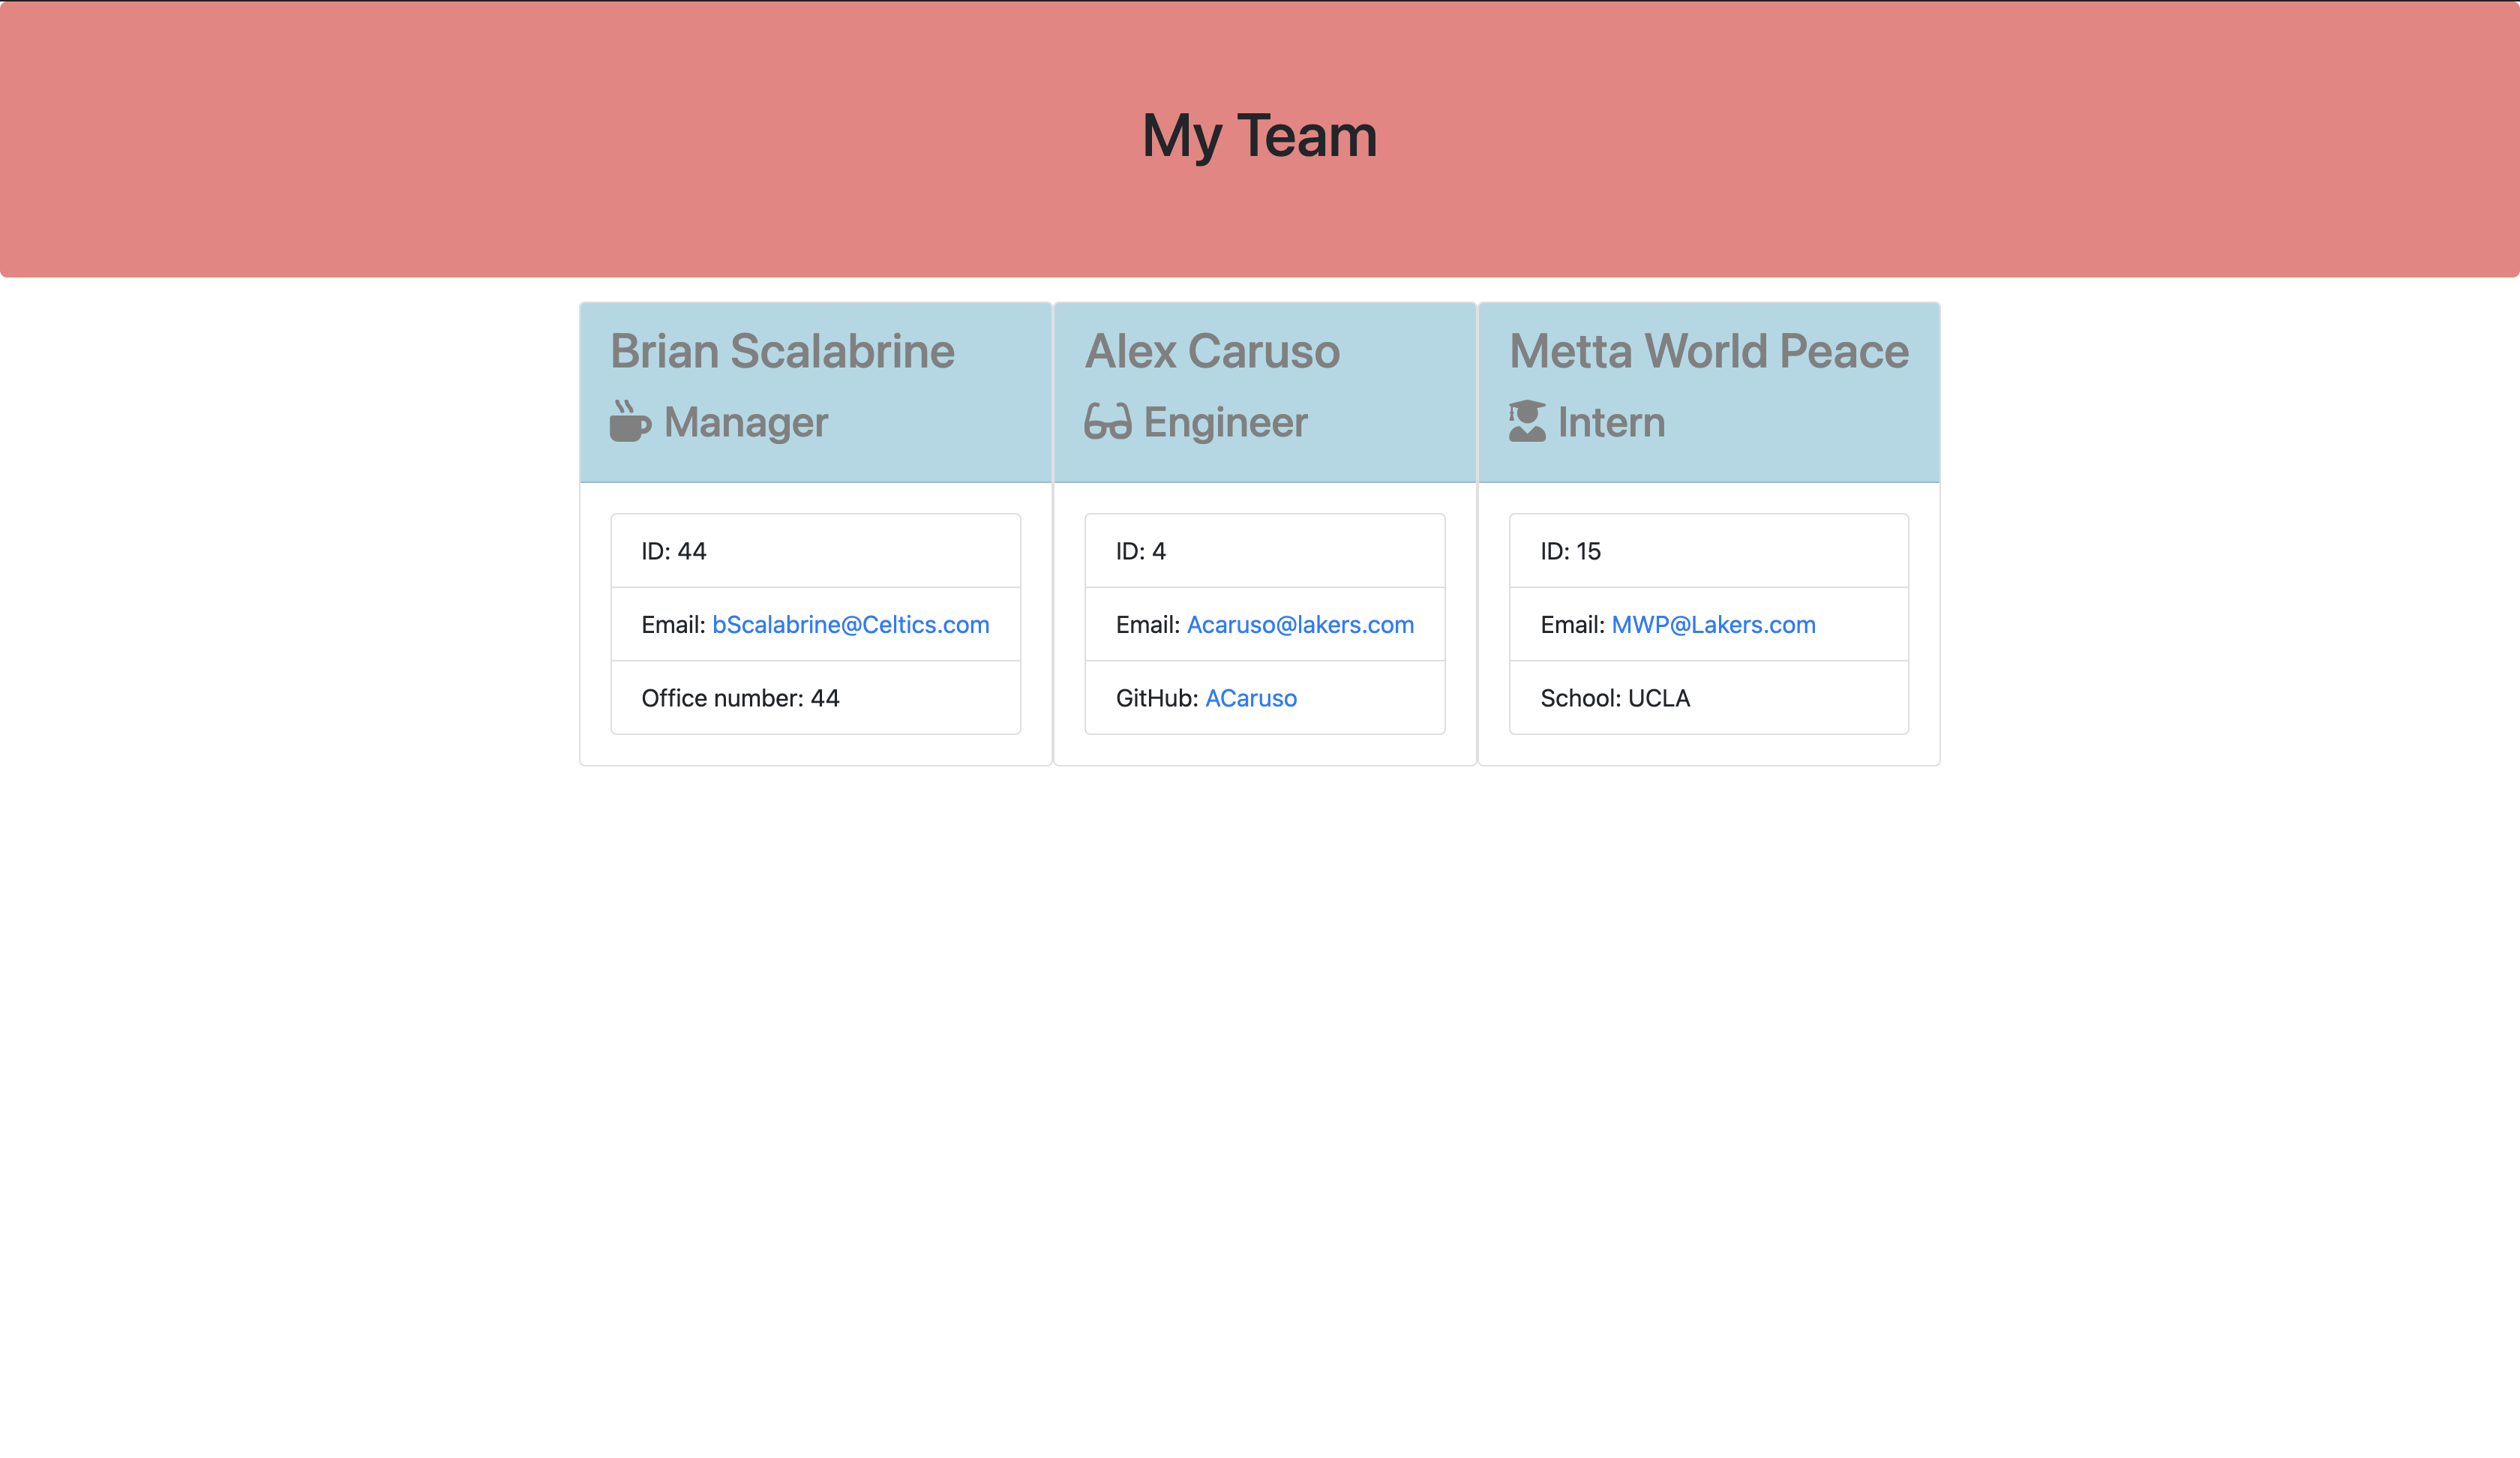 My Team
Brian Scalabrine
Manager
ID: 44
Email: bScalabrine@Celtics.com
Office number: 44
Alex Caruso
Engineer
ID: 4
Email: Acaruso@lakers.com
GitHub: ACaruso
Metta World Peace
Intern
ID: 15
Email: MWP@Lakers.com
School: UCLA